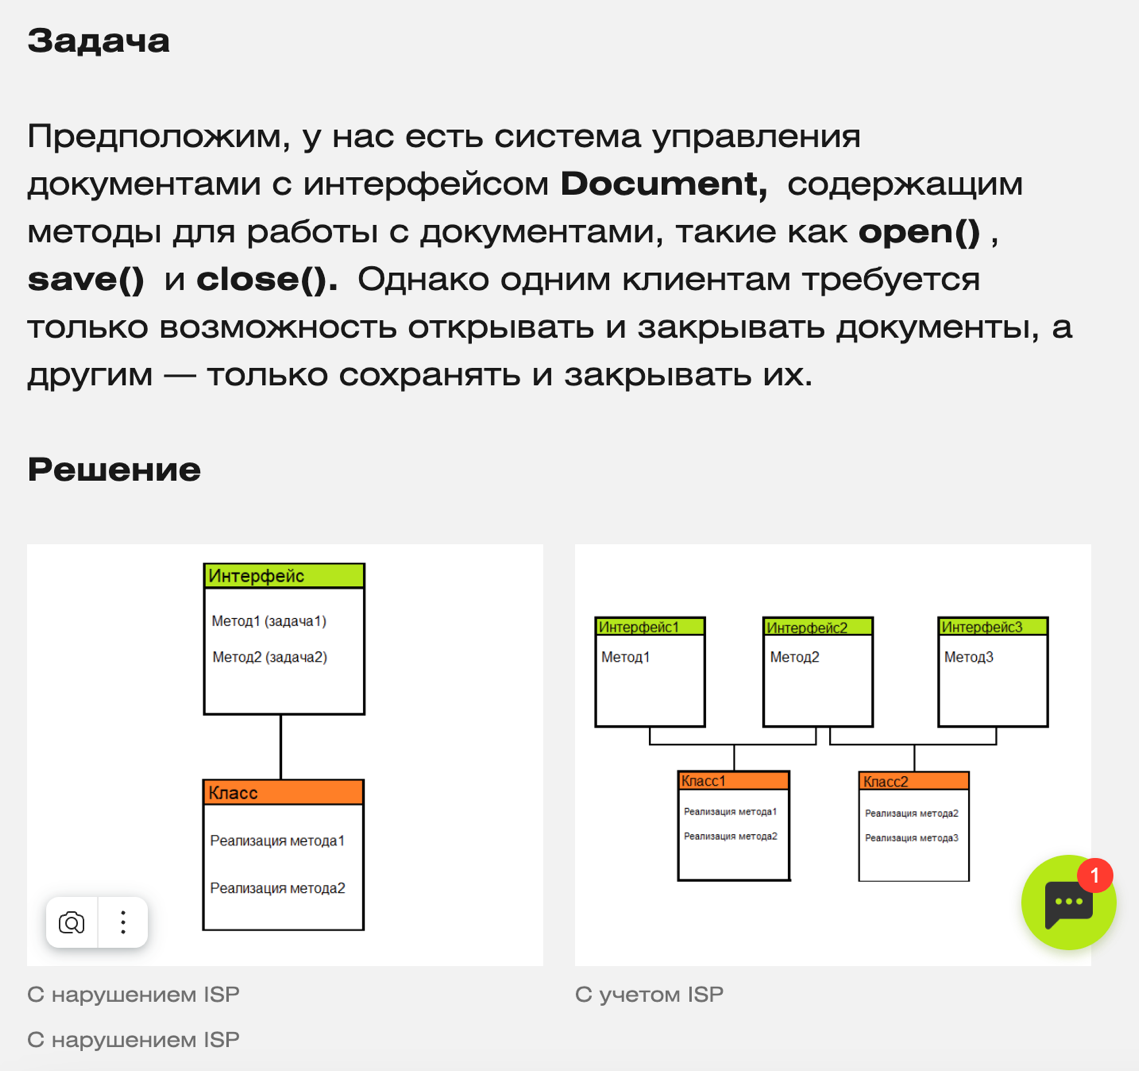 Задача
Предположим, у нас есть система управления
документами с интерфейсом Document, содержащим
методы для работы с документами, такие как open() ,
save() и close(). Однако одним клиентам требуется
только возможность открывать и закрывать документы, а
другим — только сохранять и закрывать их.
Решение
Интерфейс
Метод1 (задача1)
Метод2 (задача2)
Класс
Реализация метода1
Реализация метода2
Интерфейс1
Метод1
Интерфейс2
Метод2
Интерфейс3
Метод3
Класс1
Реализация метода1
Реализация метода2
Класс2
Реализация метода2
Реализация метода3
1
С нарушением ISP
С учетом ISP
С нарушением ISP